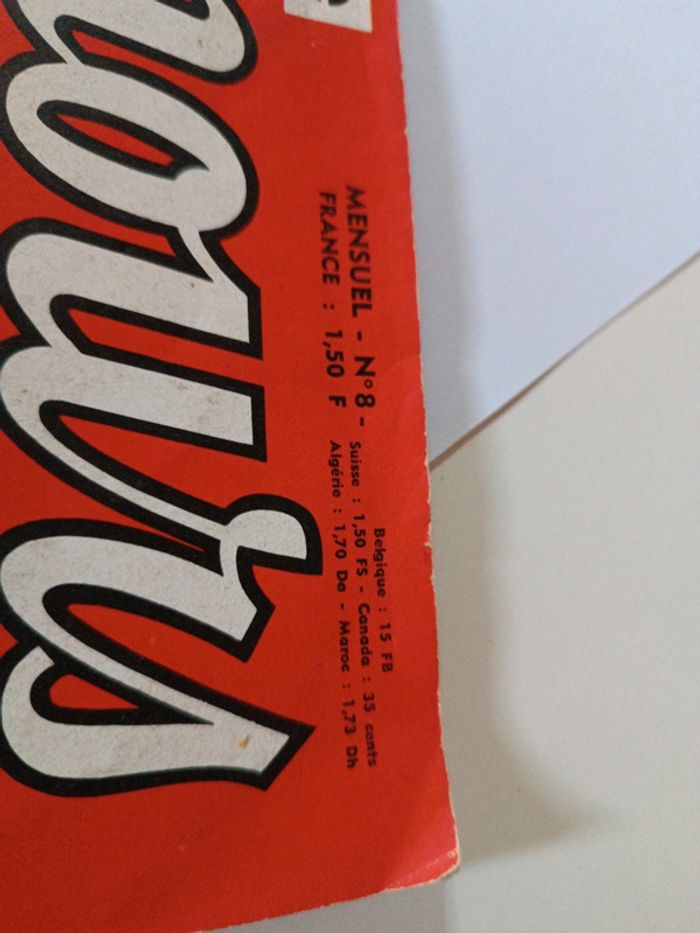 Belgique : 15 FB
MENSUEL - N°8 - Suisse : 1,50 FS - Canada : 35 cents
FRANCE : 1,50 F Algérie : 1,70 Da - Maroc : 1,73 Dh
ours